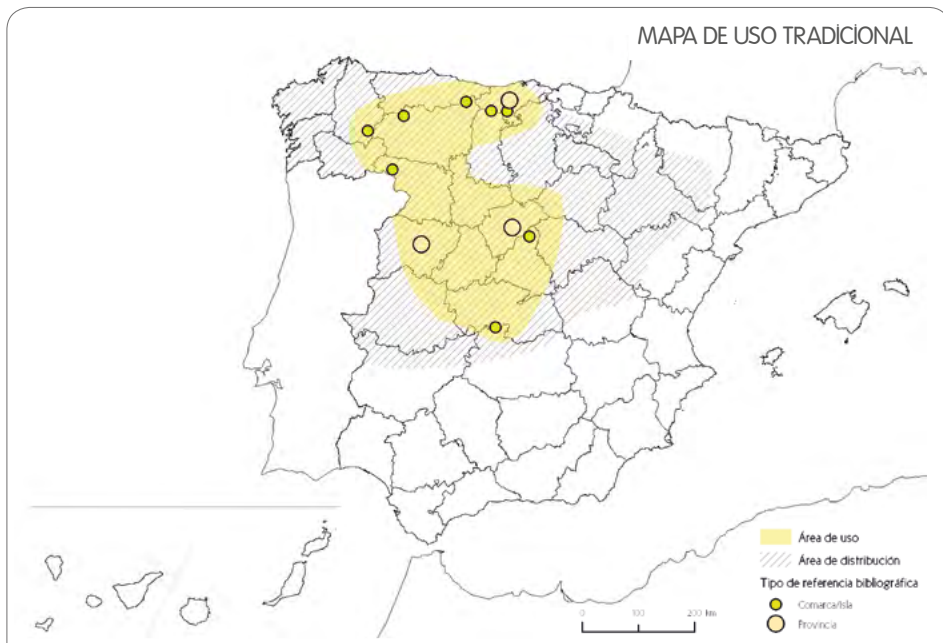 MAPA DE USO TRADICIONAL
Área de uso
Área de distribución
Tipo de referencia bibliográfica
Comarca/Isla
Provincia
0 100 200 km